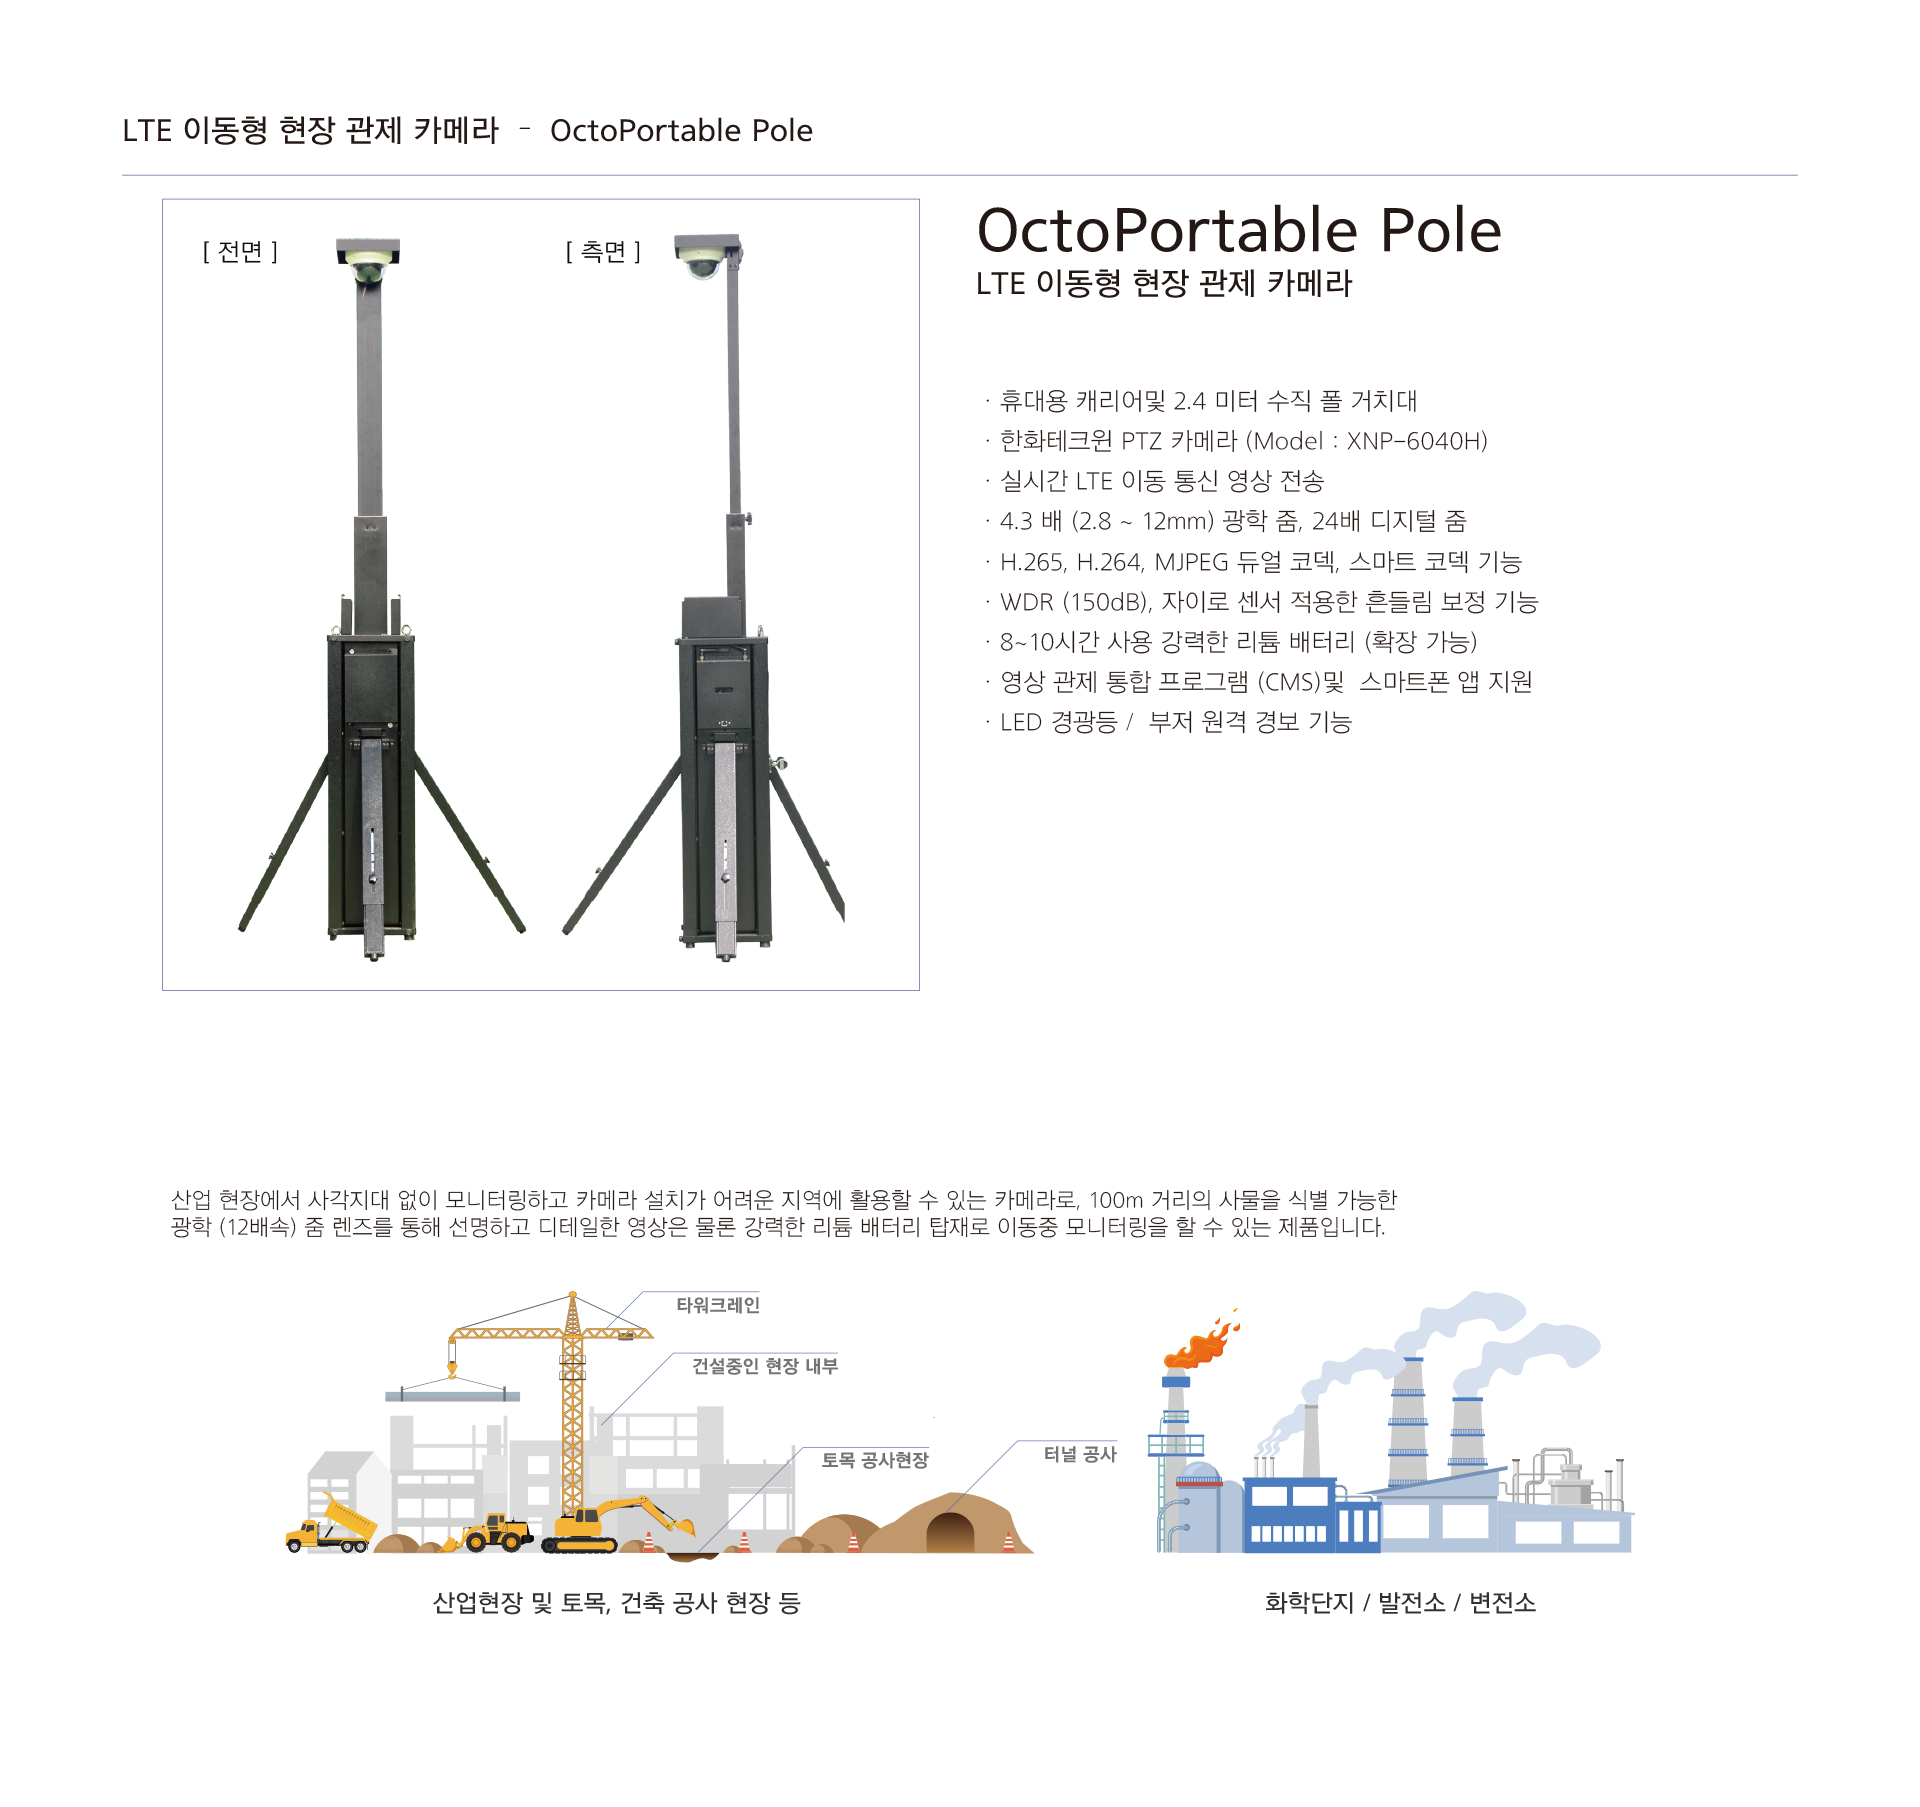 LTE 이동형 현장 관제 카메라 - OctoPortable Pole
[ 전면 ]
[ 측면 ]
OctoPortable Pole
LTE 이동형 현장 관제 카메라
· 휴대용 캐리어및 2.4 미터 수직 폴 거치대
· 한화테크윈 PTZ 카메라 (Model : XNP-6040H)
· 실시간 LTE 이동 통신 영상 전송
· 4.3 배 (2.8 ~ 12mm) 광학 줌, 24배 디지털 줌
· H.265, H.264, MJPEG 듀얼 코덱, 스마트 코덱 기능
· WDR (150dB), 자이로 센서 적용한 흔들림 보정 기능
· 8~10시간 사용 강력한 리튬 배터리 (확장 가능)
· 영상 관제 통합 프로그램 (CMS)및 스마트폰 앱 지원
· LED 경광등 / 부저 원격 경보 기능
산업 현장에서 사각지대 없이 모니터링하고 카메라 설치가 어려운 지역에 활용할 수 있는 카메라로, 100m 거리의 사물을 식별 가능한
광학 (12배속) 줌 렌즈를 통해 선명하고 디테일한 영상은 물론 강력한 리튬 배터리 탑재로 이동중 모니터링을 할 수 있는 제품입니다.
타워크레인
건설중인 현장 내부
토목 공사현장
터널 공사
산업현장 및 토목, 건축 공사 현장 등
화학단지 / 발전소 / 변전소